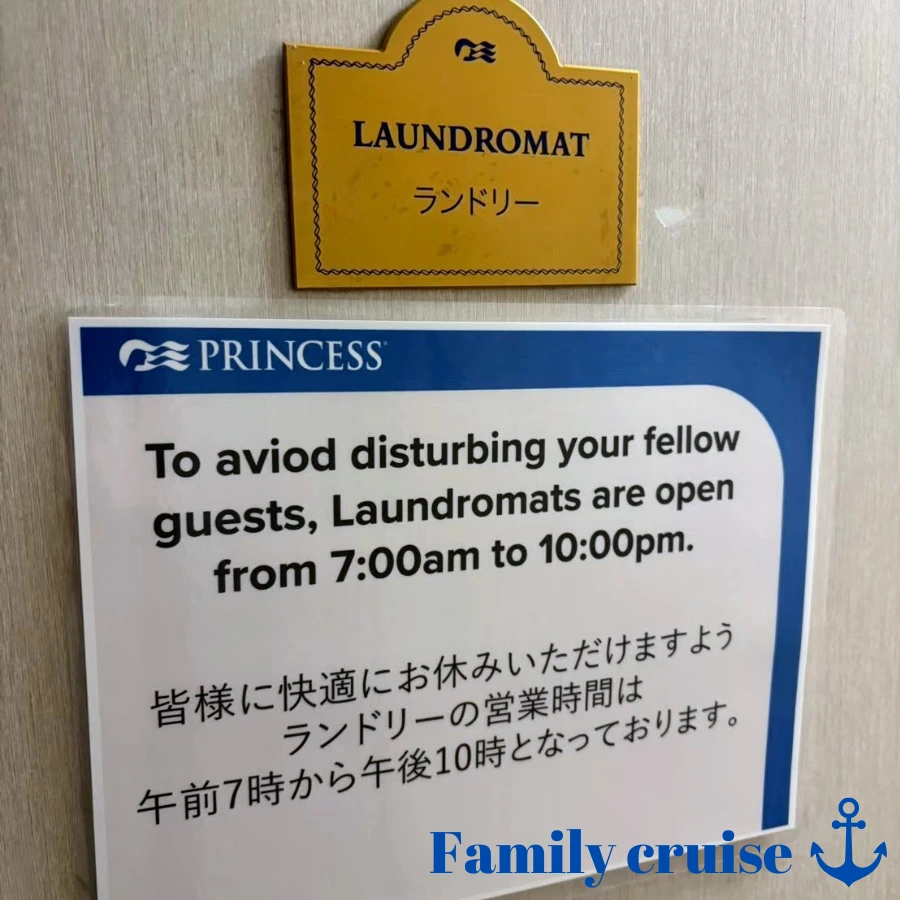 LAUNDROMAT
ランドリー
PRINCESS
To aviod disturbing your fellow
guests, Laundromats are open
from 7:00am to 10:00pm.
皆様に快適にお休みいただけますよう
ランドリーの営業時間は
午前7時から午後10時となっております。
Family cruise